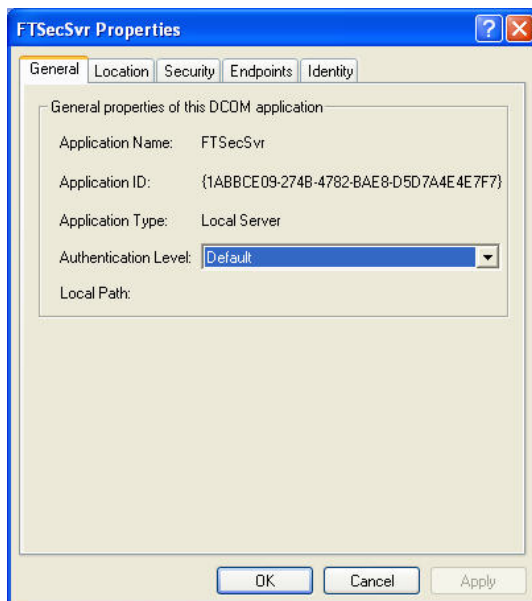 FTSecSvr Properties
General Location Security Endpoints Identity
General properties of this DCOM application
Application Name: FTSecSvr
Application ID: {1ABBCE09-274B-4782-BAE8-D5D7A4E4E7F7}
Application Type: Local Server
Authentication Level: Default
Local Path:
OK Cancel Apply